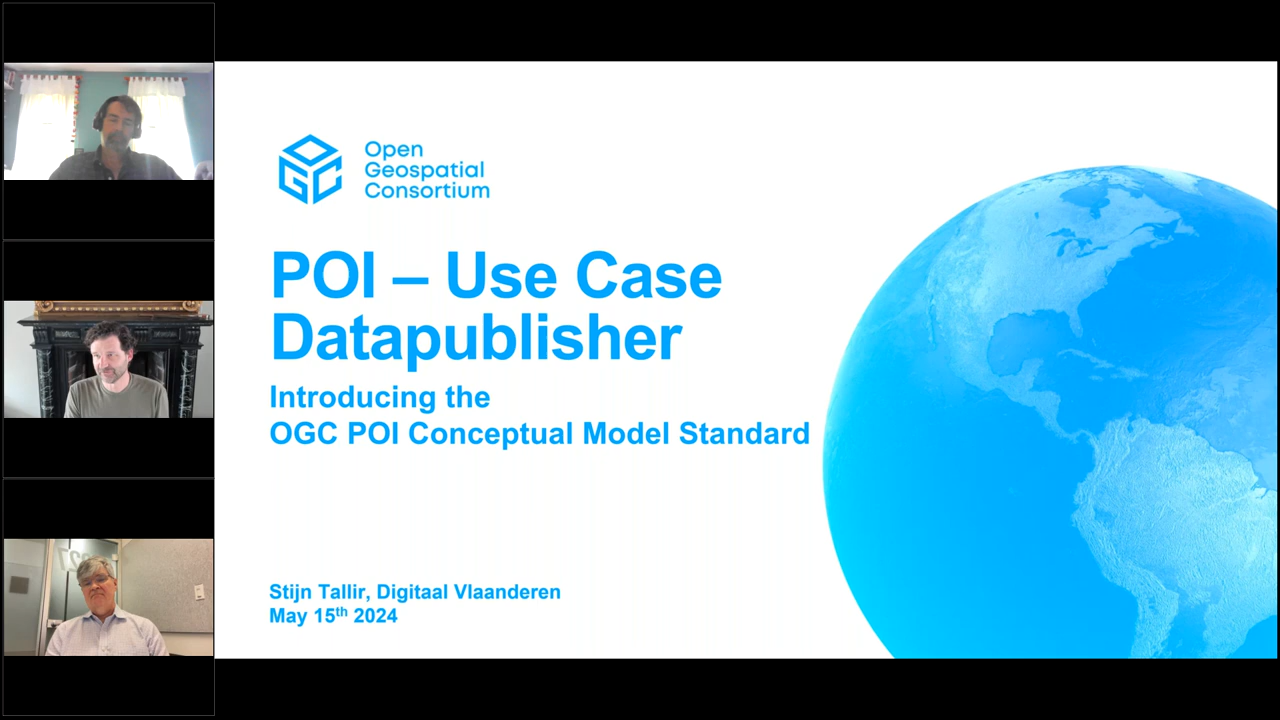 Open
Geospatial
Consortium
POI – Use Case
Datapublisher
Introducing the
OGC POI Conceptual Model Standard
Stijn Tallir, Digitaal Vlaanderen
May 15th 2024